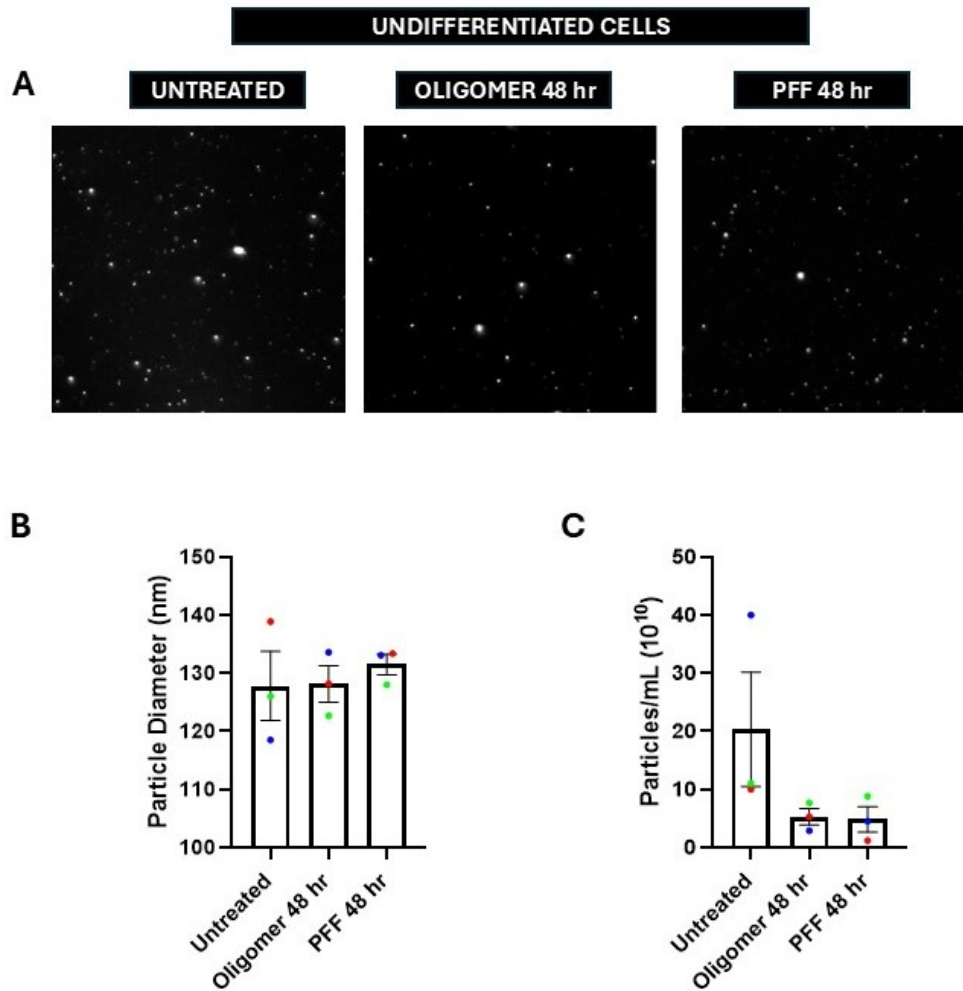 UNDIFFERENTIATED CELLS
A
UNTREATED
OLIGOMER 48 hr
PFF 48 hr
B
C
150
140
130
120
110
100
Particle Diameter (nm)
Untreated
Oligomer 48 hr
PFF 48 hr
50
40
30
20
10
0
Particles/mL (10¹⁰)
Untreated
Oligomer 48 hr
PFF 48 hr